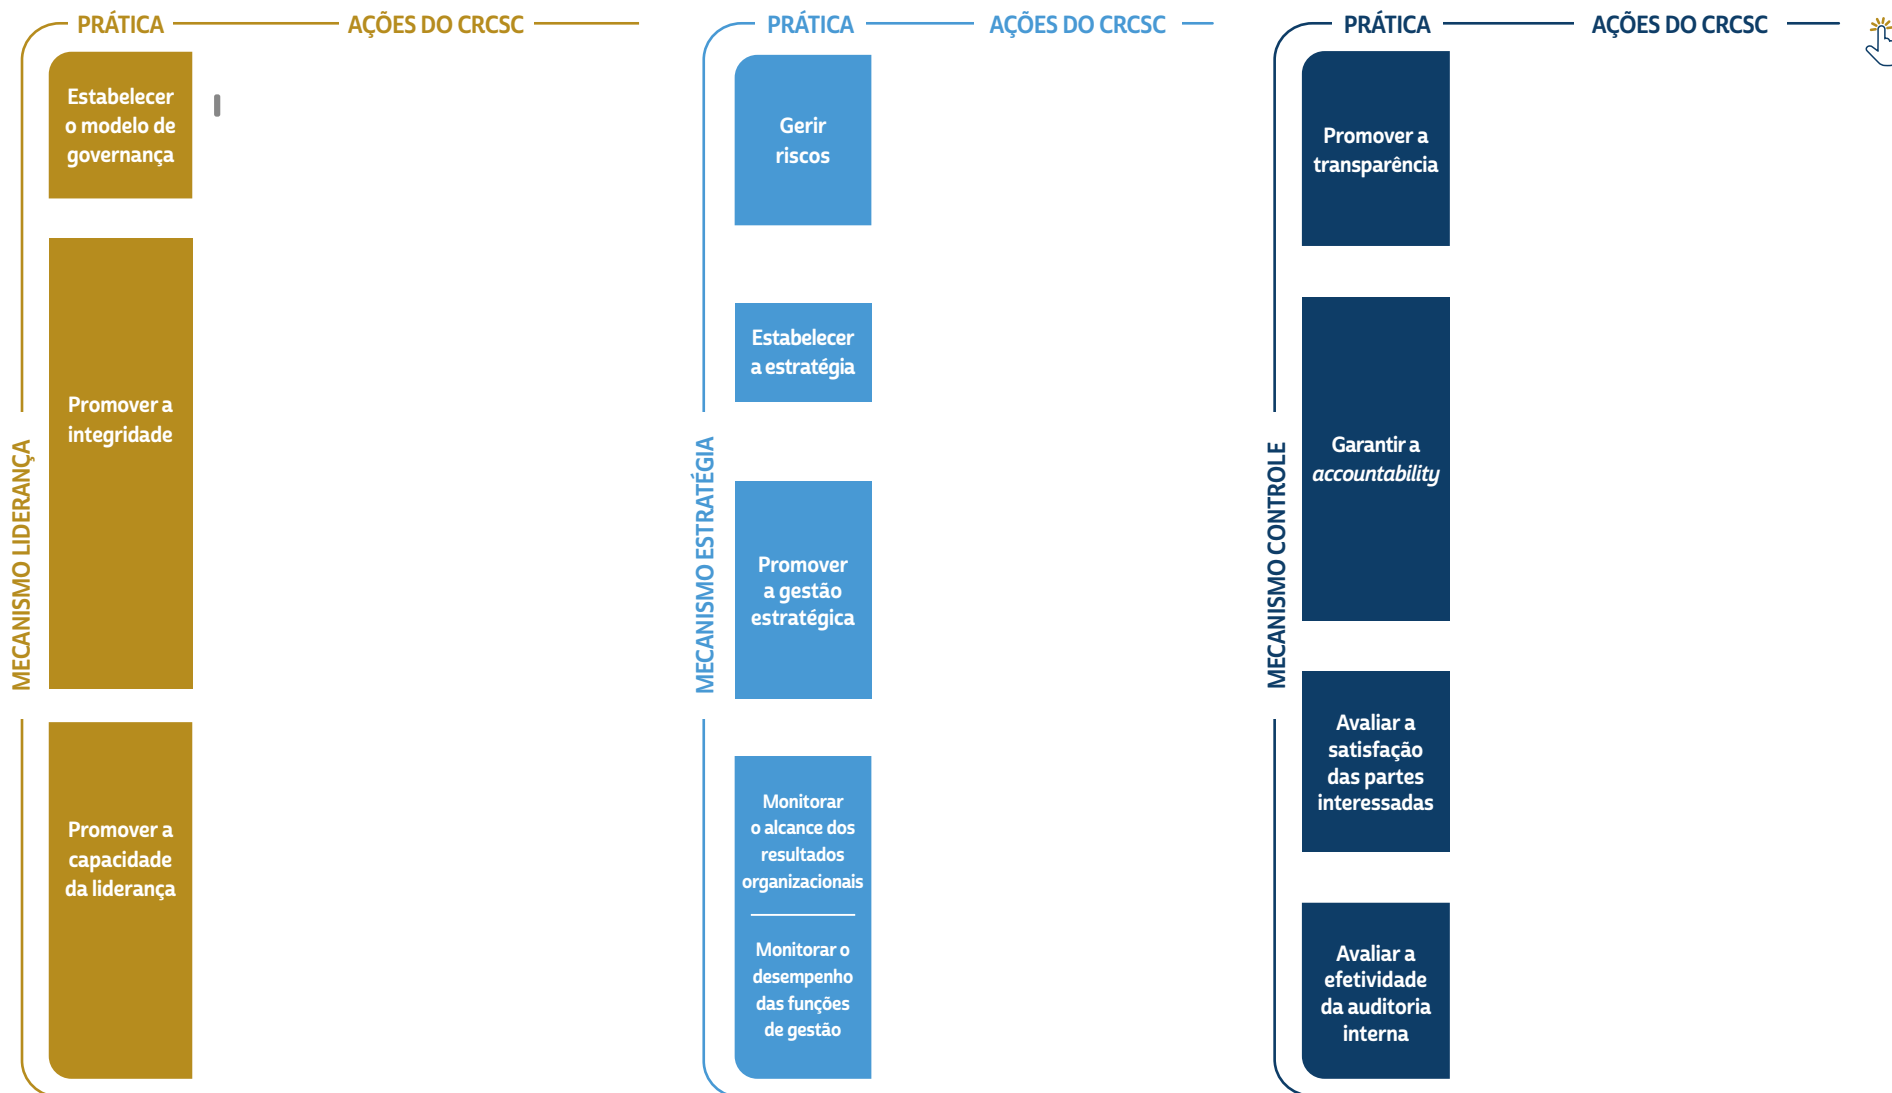 PRÁTICA
AÇÕES DO CRCSC
MECANISMO LIDERANÇA
Estabelecer
o modelo de
governança
Promover a
integridade
Promover a
capacidade
da liderança
PRÁTICA
AÇÕES DO CRCSC
MECANISMO ESTRATÉGIA
Gerir
riscos
Estabelecer
a estratégia
Promover
a gestão
estratégica
Monitorar
o alcance dos
resultados
organizacionais
Monitorar o
desempenho
das funções
de gestão
PRÁTICA
AÇÕES DO CRCSC
MECANISMO CONTROLE
Promover a
transparência
Garantir a
accountability
Avaliar a
satisfação
das partes
interessadas
Avaliar a
efetividade
da auditoria
interna